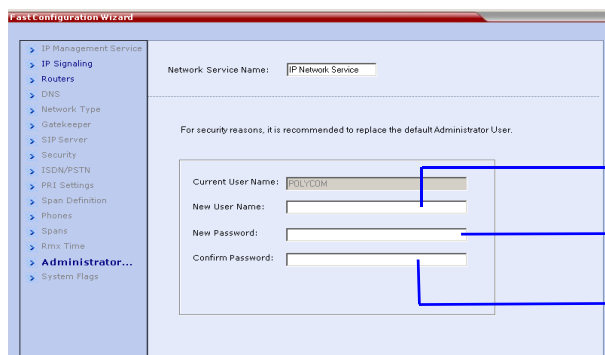 Fast Configuration Wizard
IP Management Service
IP Signaling
Routers
DNS
Network Type
Gatekeeper
SIP Server
Security
ISDN/PSTN
PRI Settings
Span Definition
Phones
Spans
Rmx Time
Administrator...
System Flags
Network Service Name: IP Network Service
For security reasons, it is recommended to replace the default Administrator User.
Current User Name: POLYCOM
New User Name:
New Password:
Confirm Password: